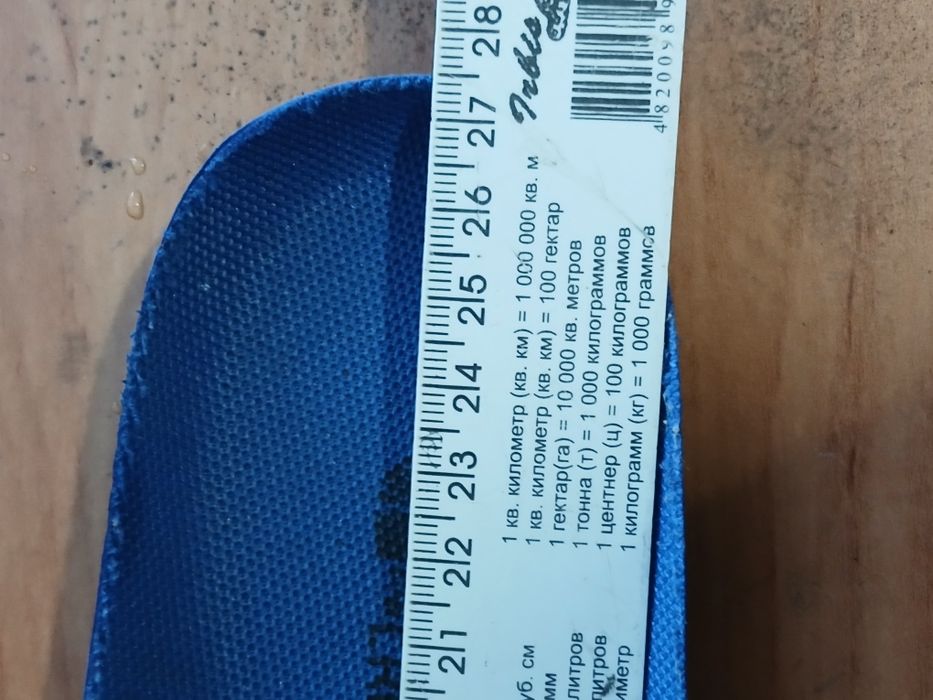 28
27
26
25
24
23
22
21
4820098
1 кв. километр (кв. км) = 1 000 000 кв. м
1 кв. километр (кв. км) = 100 гектар
1 гектар(га) = 10 000 кв. метров
1 тонна (т) = 1 000 килограммов
1 центнер (ц) = 100 килограммов
1 килограмм (кг) = 1 000 граммов
уб. см
мм
литров
литров
иметр